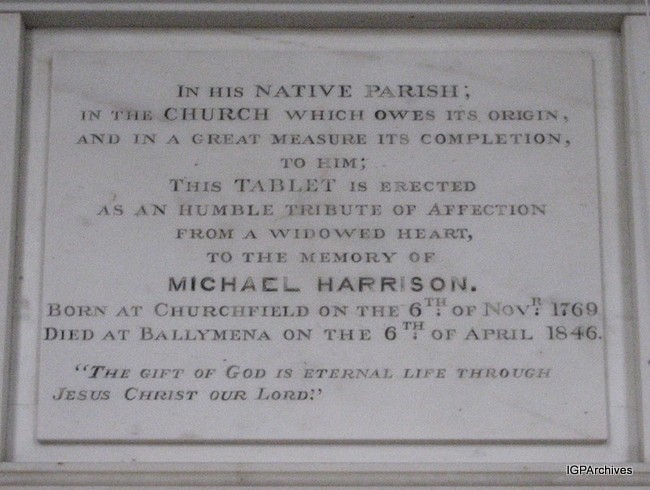 IN HIS NATIVE PARISH;
IN THE CHURCH WHICH OWES ITS ORIGIN,
AND IN A GREAT MEASURE ITS COMPLETION,
TO HIM;
THIS TABLET IS ERECTED
AS AN HUMBLE TRIBUTE OF AFFECTION
FROM A WIDOWED HEART,
TO THE MEMORY OF
MICHAEL HARRISON.
BORN AT CHURCHFIELD ON THE 6TH. OF NOVR. 1769
DIED AT BALLYMENA ON THE 6TH. OF APRIL 1846.
"THE GIFT OF GOD IS ETERNAL LIFE THROUGH
JESUS CHRIST OUR LORD."
IGPArchives